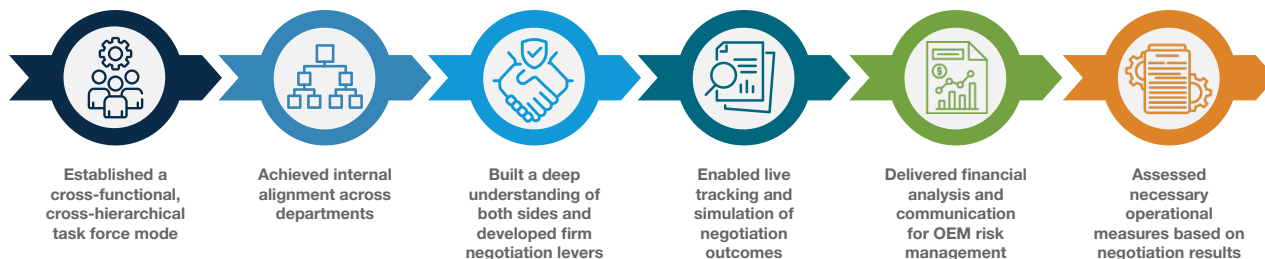 Established a
cross-functional,
cross-hierarchical
task force mode
Achieved internal
alignment across
departments
Built a deep
understanding of
both sides and
developed firm
negotiation levers
Enabled live
tracking and
simulation of
negotiation
outcomes
Delivered financial
analysis and
communication
for OEM risk
management
Assessed
necessary
operational
measures based on
negotiation results